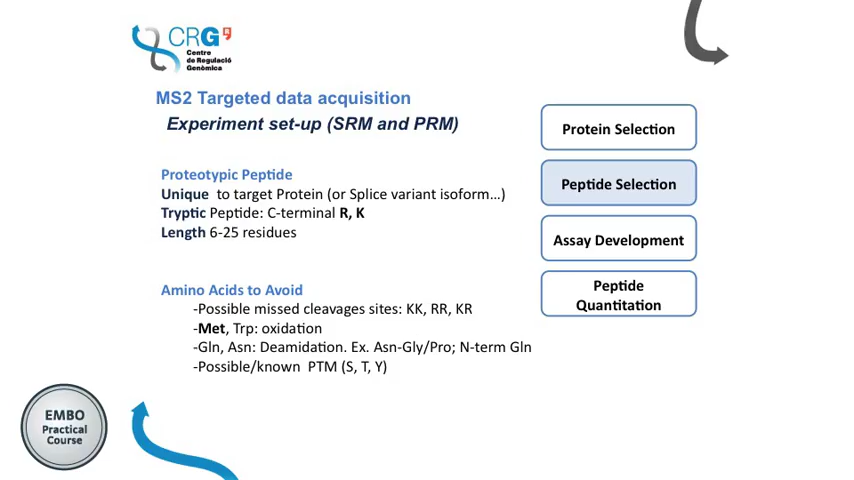 CRG
Centre
de Regulació
Genòmica
MS2 Targeted data acquisition
Experiment set-up (SRM and PRM)
Proteotypic Peptide
Unique to target Protein (or Splice variant isoform…)
Tryptic Peptide: C-terminal R, K
Length 6-25 residues
Amino Acids to Avoid
-Possible missed cleavages sites: KK, RR, KR
-Met, Trp: oxidation
-Gln, Asn: Deamidation. Ex. Asn-Gly/Pro; N-term Gln
-Possible/known PTM (S, T, Y)
Protein Selection
Peptide Selection
Assay Development
Peptide
Quantitation
EMBO
Practical
Course